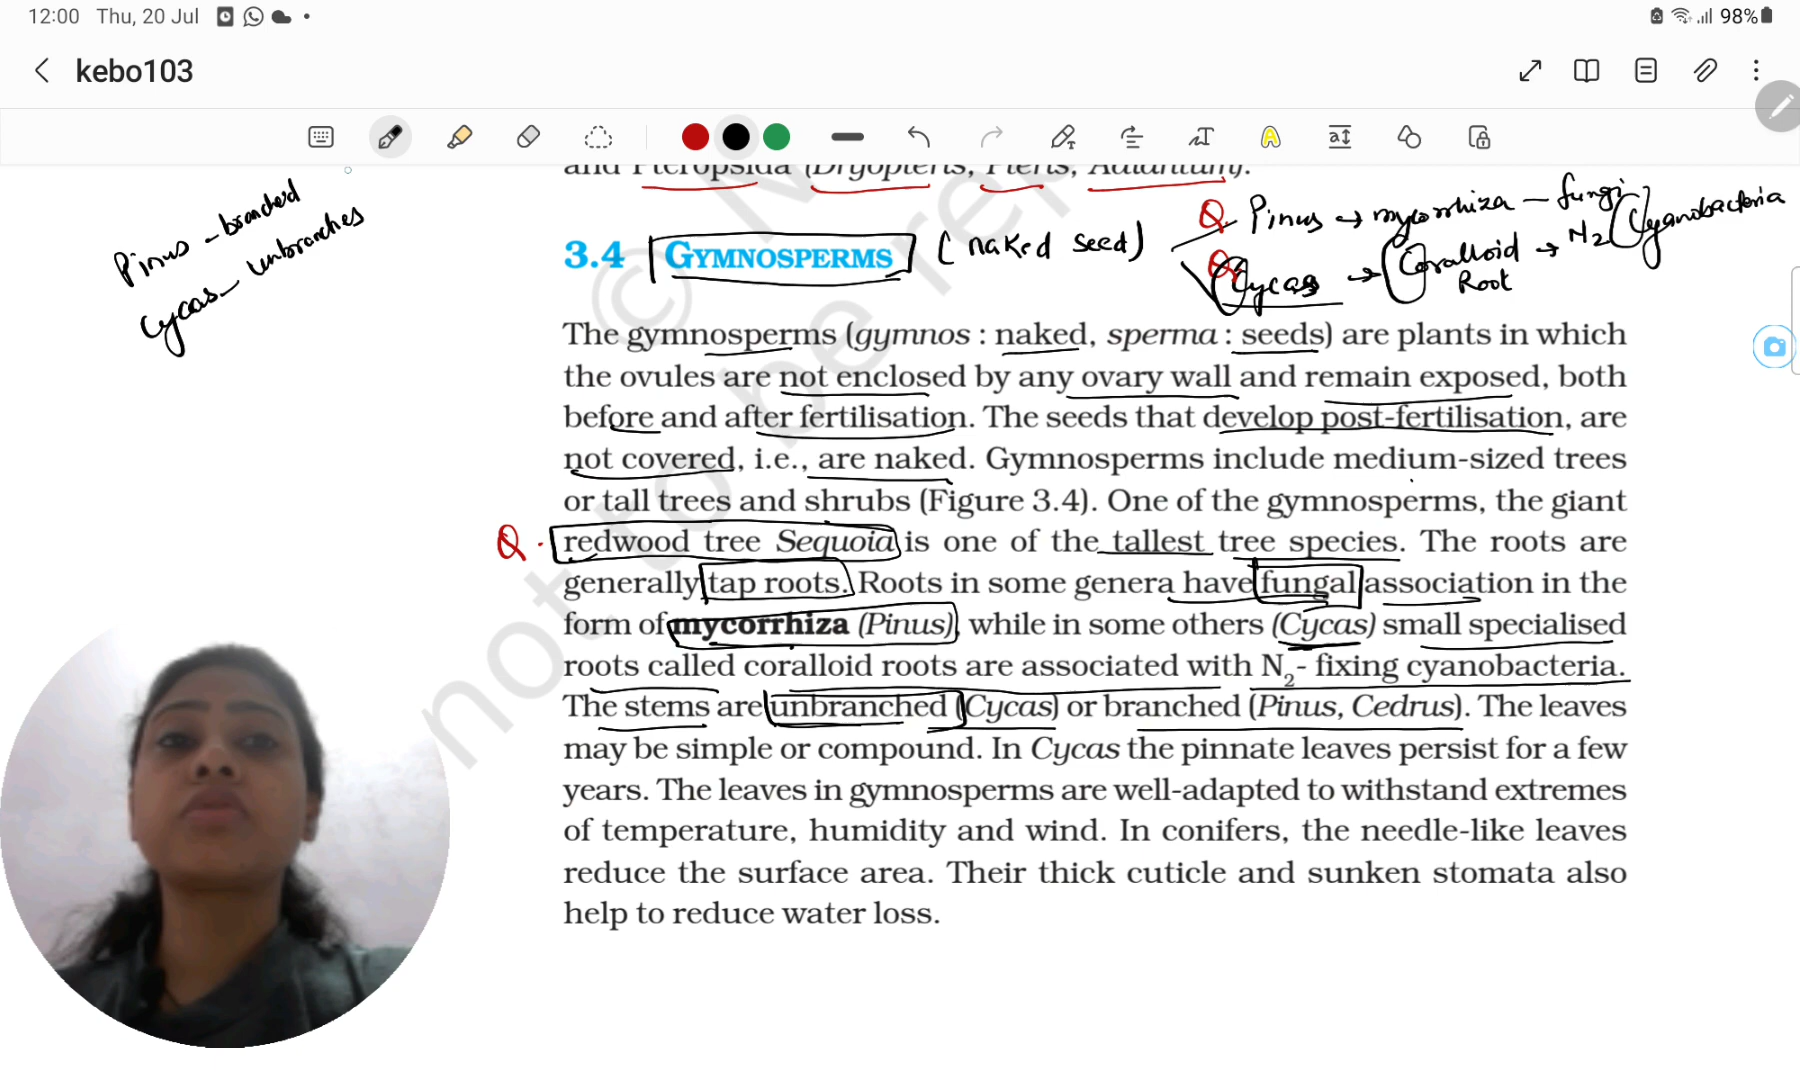 12:00 Thu, 20 Jul
98%
kebo103
and Pteropsida (Dryopteris, Pteris, Adiantum).
Pinus - branched
Cycas - unbranches
3.4 GYMNOSPERMS (naked seed)
Q Pinus → mycorrhiza - fungi
Q Cycas → Coralloid Root → N2 Cyanobacteria
The gymnosperms (gymnos : naked, sperma : seeds) are plants in which
the ovules are not enclosed by any ovary wall and remain exposed, both
before and after fertilisation. The seeds that develop post-fertilisation, are
not covered, i.e., are naked. Gymnosperms include medium-sized trees
or tall trees and shrubs (Figure 3.4). One of the gymnosperms, the giant
Q. redwood tree Sequoia is one of the tallest tree species. The roots are
generally tap roots. Roots in some genera have fungal association in the
form of mycorrhiza (Pinus), while in some others (Cycas) small specialised
roots called coralloid roots are associated with N2- fixing cyanobacteria.
The stems are unbranched (Cycas) or branched (Pinus, Cedrus). The leaves
may be simple or compound. In Cycas the pinnate leaves persist for a few
years. The leaves in gymnosperms are well-adapted to withstand extremes
of temperature, humidity and wind. In conifers, the needle-like leaves
reduce the surface area. Their thick cuticle and sunken stomata also
help to reduce water loss.
© N
not to be rep